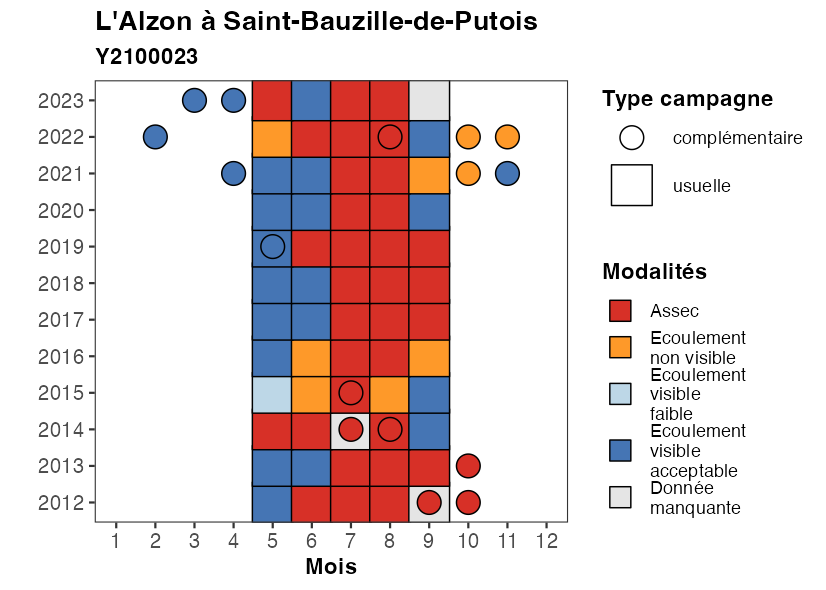 L'Alzon à Saint-Bauzille-de-Putois
Y2100023
2023
2022
2021
2020
2019
2018
2017
2016
2015
2014
2013
2012
1 2 3 4 5 6 7 8 9 10 11 12
Mois
Type campagne
complémentaire
usuelle
Modalités
Assec
Ecoulement
non visible
Ecoulement
visible
faible
Ecoulement
visible
acceptable
Donnée
manquante